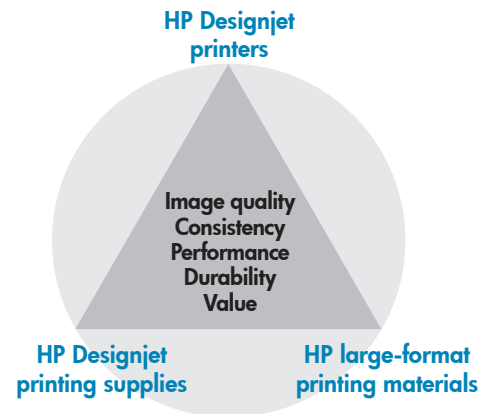 HP Designjet
printers
Image quality
Consistency
Performance
Durability
Value
HP Designjet
printing supplies
HP large-format
printing materials